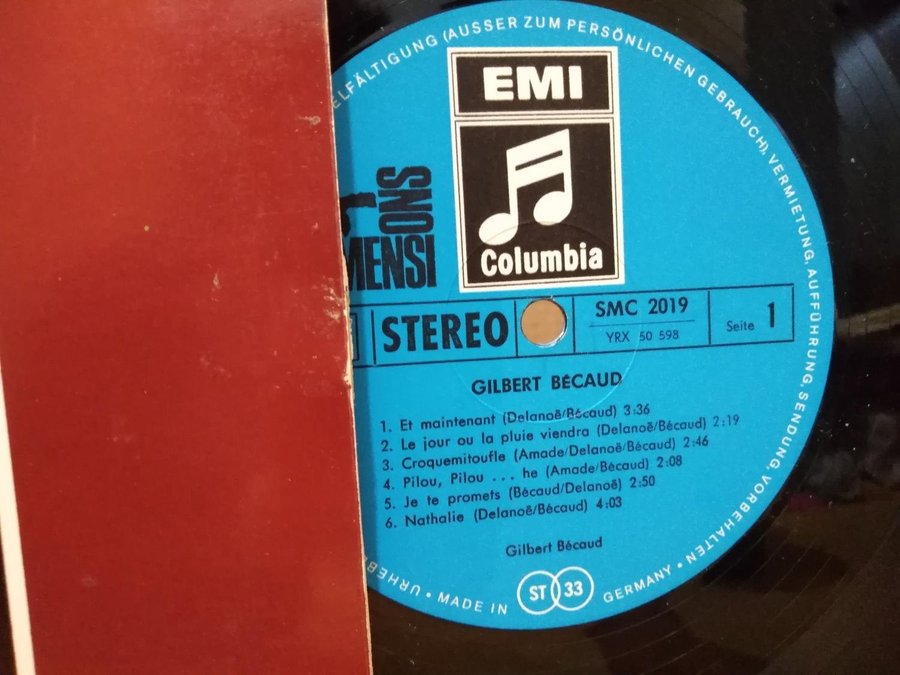 ELFÄLTIGUNG (AUSSER ZUM PERSÖNLICHEN GEBRAUCH), VERMIETUNG, AUFFÜHRUNG, SENDUNG, VORBEHALTEN • 
EMI
Columbia
MENSI
ONS
STEREO
SMC 2019
YRX 50 598
Seite 1
GILBERT BÉCAUD
1. Et maintenant (Delanoë/Bécaud) 3:36
2. Le jour ou la pluie viendra (Delanoë/Bécaud) 2:19
3. Croquemitoufle (Amade/Delanoë/Bécaud) 2:46
4. Pilou, Pilou ... he (Amade/Bécaud) 2:08
5. Je te promets (Bécaud/Delanoë) 2:50
6. Nathalie (Delanoë/Bécaud) 4:03
Gilbert Bécaud
URHEB
• MADE IN
ST 33
GERMANY